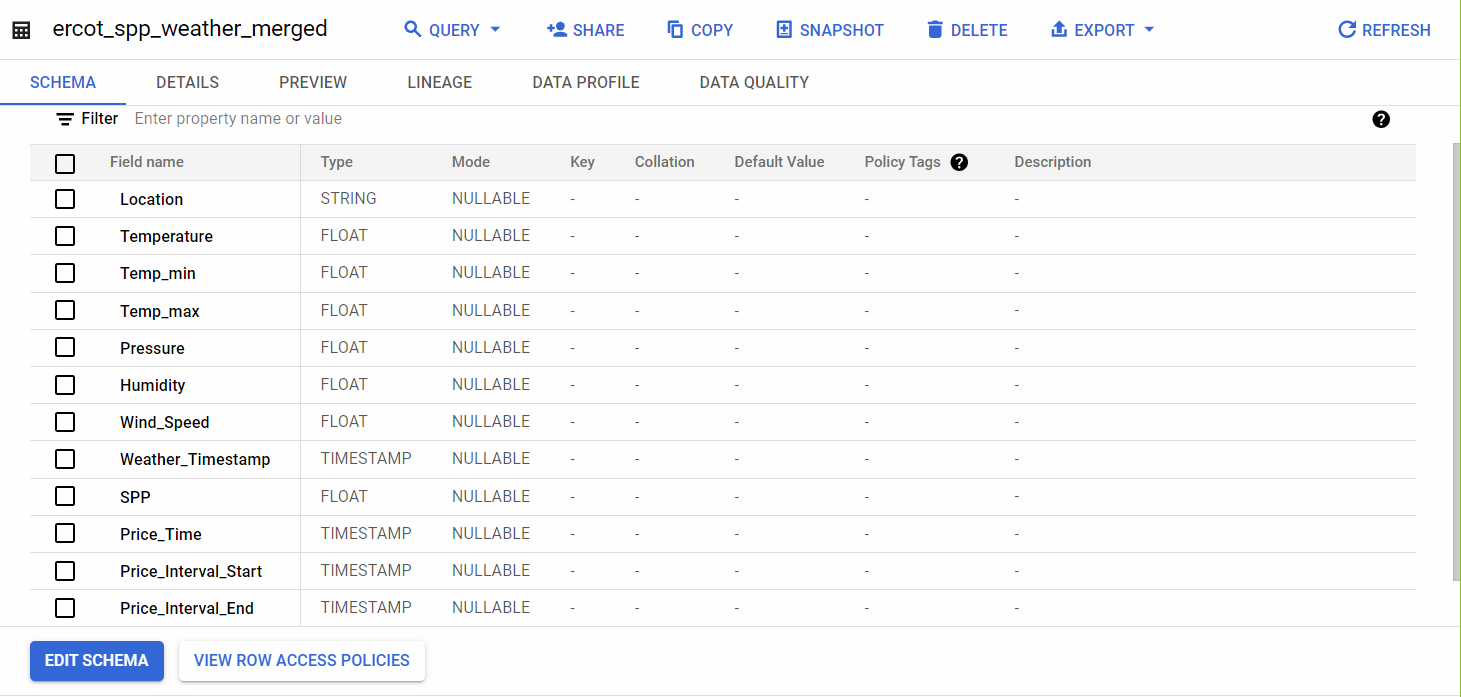 ercot_spp_weather_merged QUERY SHARE COPY SNAPSHOT DELETE EXPORT REFRESH
SCHEMA DETAILS PREVIEW LINEAGE DATA PROFILE DATA QUALITY
Filter Enter property name or value ?
Field name Type Mode Key Collation Default Value Policy Tags ? Description
Location STRING NULLABLE - - - - -
Temperature FLOAT NULLABLE - - - - -
Temp_min FLOAT NULLABLE - - - - -
Temp_max FLOAT NULLABLE - - - - -
Pressure FLOAT NULLABLE - - - - -
Humidity FLOAT NULLABLE - - - - -
Wind_Speed FLOAT NULLABLE - - - - -
Weather_Timestamp TIMESTAMP NULLABLE - - - - -
SPP FLOAT NULLABLE - - - - -
Price_Time TIMESTAMP NULLABLE - - - - -
Price_Interval_Start TIMESTAMP NULLABLE - - - - -
Price_Interval_End TIMESTAMP NULLABLE - - - - -
EDIT SCHEMA VIEW ROW ACCESS POLICIES